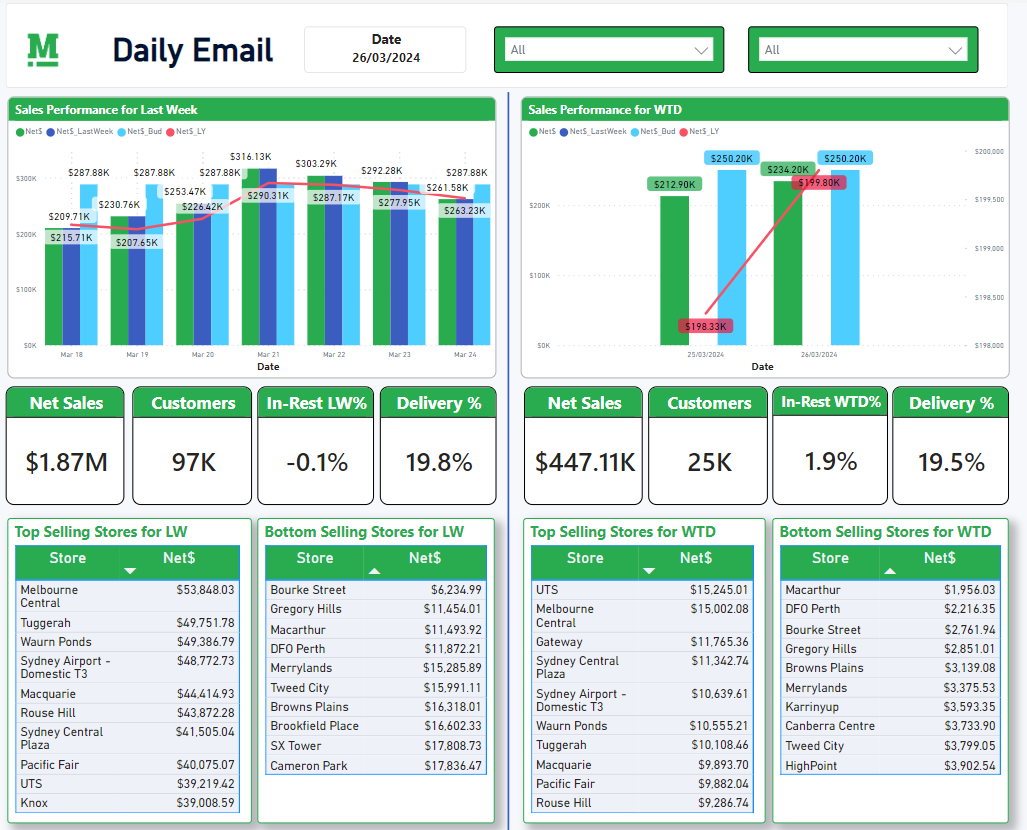 M
Daily Email
Date
26/03/2024
All
All
Sales Performance for Last Week
Net$ Net$_LastWeek Net$_Bud Net$_LY
$300K
$200K
$100K
$0K
$209.71K
$215.71K
$287.88K
$230.76K
$207.65K
$287.88K
$253.47K
$226.42K
$287.88K
$316.13K
$290.31K
$303.29K
$287.17K
$292.28K
$277.95K
$261.58K
$263.23K
$287.88K
Mar 18 Mar 19 Mar 20 Mar 21 Mar 22 Mar 23 Mar 24
Date
Sales Performance for WTD
Net$ Net$_LastWeek Net$_Bud Net$_LY
$200K
$100K
$0K
$212.90K
$250.20K
$198.33K
$234.20K
$250.20K
$199.80K
$200,000
$199,500
$199,000
$198,500
$198,000
25/03/2024 26/03/2024
Date
Net Sales
$1.87M
Customers
97K
In-Rest LW%
-0.1%
Delivery %
19.8%
Net Sales
$447.11K
Customers
25K
In-Rest WTD%
1.9%
Delivery %
19.5%
Top Selling Stores for LW
Store Net$
Melbourne
Central $53,848.03
Tuggerah $49,751.78
Waurn Ponds $49,386.79
Sydney Airport -
Domestic T3 $48,772.73
Macquarie $44,414.93
Rouse Hill $43,872.28
Sydney Central
Plaza $41,505.04
Pacific Fair $40,075.07
UTS $39,219.42
Knox $39,008.59
Bottom Selling Stores for LW
Store Net$
Bourke Street $6,234.99
Gregory Hills $11,454.01
Macarthur $11,493.92
DFO Perth $11,872.21
Merrylands $15,285.89
Tweed City $15,991.11
Browns Plains $16,318.01
Brookfield Place $16,602.33
SX Tower $17,808.73
Cameron Park $17,836.47
Top Selling Stores for WTD
Store Net$
UTS $15,245.01
Melbourne
Central $15,002.08
Gateway $11,765.36
Sydney Central
Plaza $11,342.74
Sydney Airport -
Domestic T3 $10,639.61
Waurn Ponds $10,555.21
Tuggerah $10,108.46
Macquarie $9,893.70
Pacific Fair $9,882.04
Rouse Hill $9,286.74
Bottom Selling Stores for WTD
Store Net$
Macarthur $1,956.03
DFO Perth $2,216.35
Bourke Street $2,761.94
Gregory Hills $2,851.01
Browns Plains $3,139.08
Merrylands $3,375.53
Karrinyup $3,593.35
Canberra Centre $3,733.90
Tweed City $3,799.05
HighPoint $3,902.54